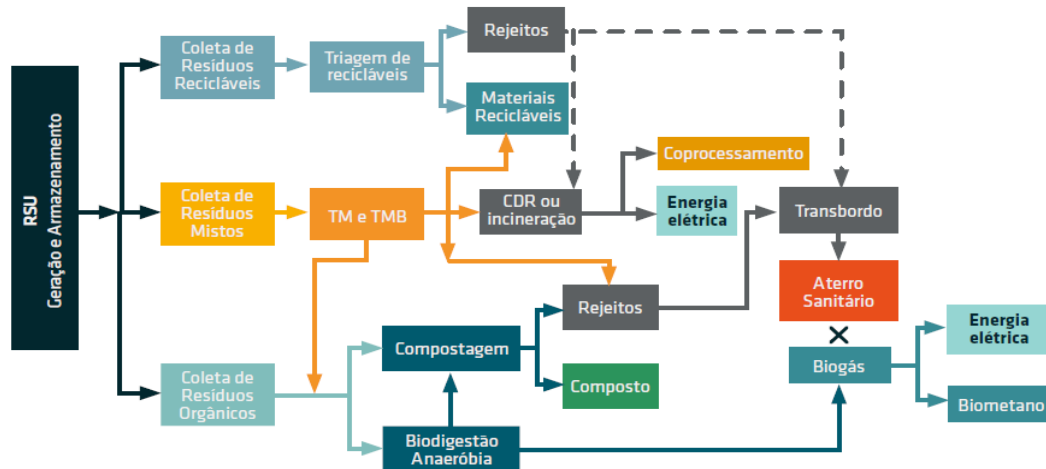 RSU
Geração e Armazenamento
Coleta de
Resíduos
Recicláveis
Triagem de
recicláveis
Rejeitos
Materiais
Recicláveis
Coleta de
Resíduos
Mistos
TM e TMB
CDR ou
incineração
Coprocessamento
Energia
elétrica
Transbordo
Aterro
Sanitário
Rejeitos
Coleta de
Resíduos
Orgânicos
Compostagem
Composto
Biodigestão
Anaeróbia
Biogás
Energia
elétrica
Biometano